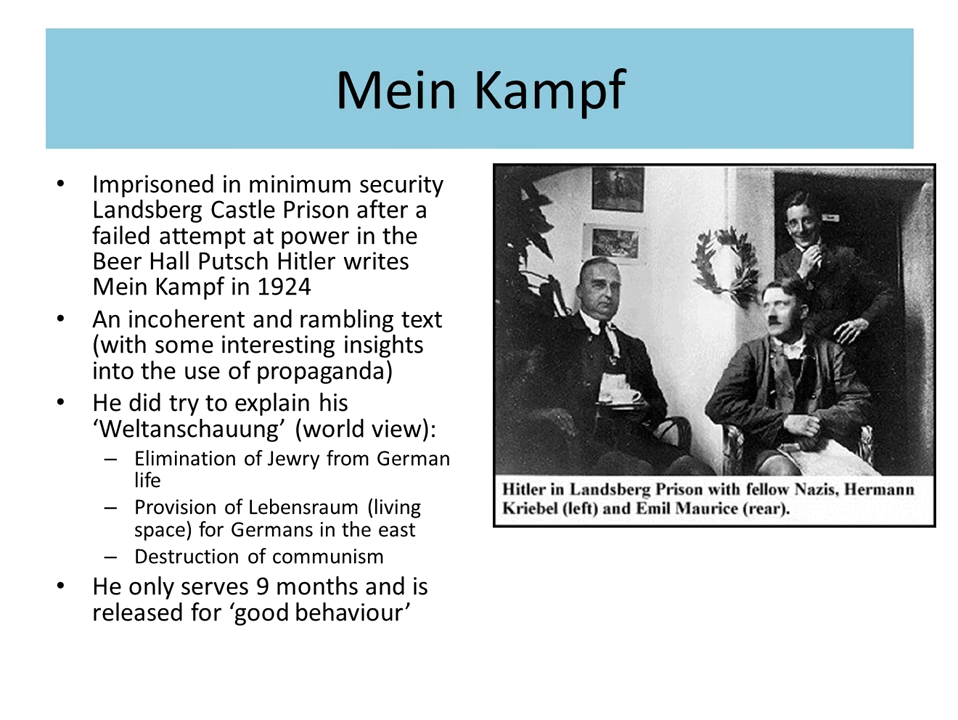 Mein Kampf
• Imprisoned in minimum security
Landsberg Castle Prison after a
failed attempt at power in the
Beer Hall Putsch Hitler writes
Mein Kampf in 1924
• An incoherent and rambling text
(with some interesting insights
into the use of propaganda)
• He did try to explain his
‘Weltanschauung’ (world view):
– Elimination of Jewry from German
life
– Provision of Lebensraum (living
space) for Germans in the east
– Destruction of communism
• He only serves 9 months and is
released for ‘good behaviour’
Hitler in Landsberg Prison with fellow Nazis, Hermann
Kriebel (left) and Emil Maurice (rear).